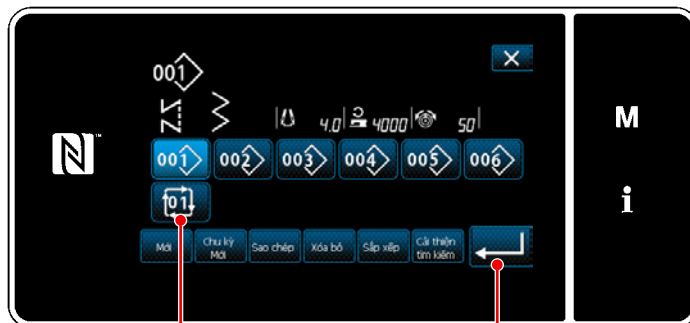 001
4.0 4000 50
001 002 003 004 005 006
01
Mới Chu kỳ Mới Sao chép Xóa bỏ Sắp xếp Cải thiện tìm kiếm
M
i